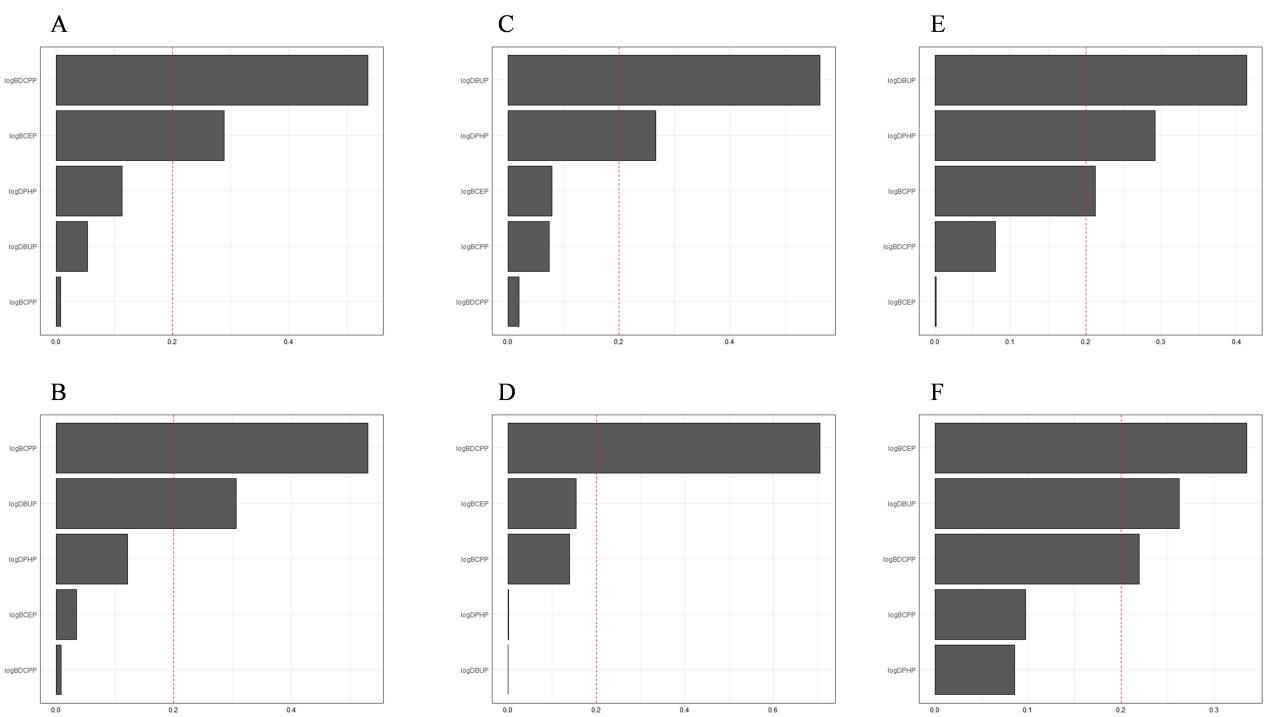 A
logBDCPP
logBCEP
logDPHP
logDBUP
logBCPP
0.0 0.2 0.4
C
logDBUP
logDPHP
logBCEP
logBCPP
logBDCPP
0.0 0.2 0.4
E
logDBUP
logDPHP
logBCPP
logBDCPP
logBCEP
0.0 0.1 0.2 0.3 0.4
B
logBCPP
logDBUP
logDPHP
logBCEP
logBDCPP
0.0 0.2 0.4
D
logBDCPP
logBCEP
logBCPP
logDPHP
logDBUP
0.0 0.2 0.4 0.6
F
logBCEP
logDBUP
logBDCPP
logBCPP
logDPHP
0.0 0.1 0.2 0.3